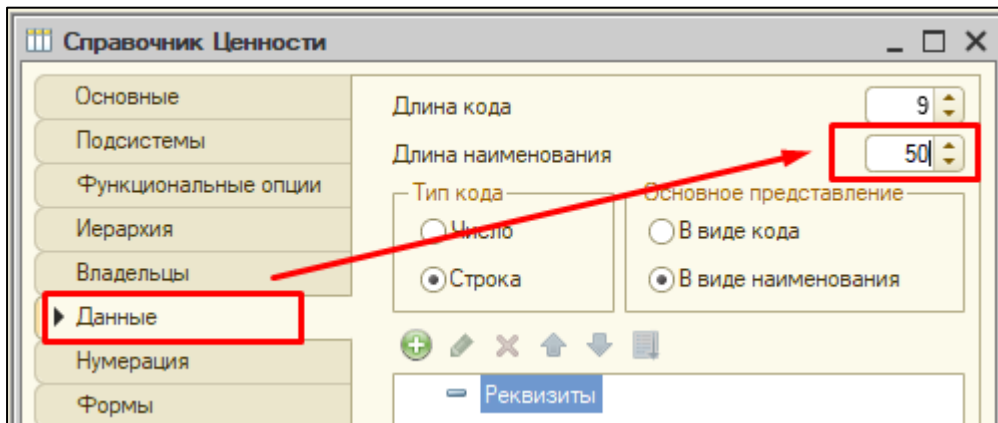 Справочник Ценности
Основные
Подсистемы
Функциональные опции
Иерархия
Владельцы
Данные
Нумерация
Формы
Длина кода 9
Длина наименования 50
Тип кода
Число
Строка
Основное представление
В виде кода
В виде наименования
Реквизиты